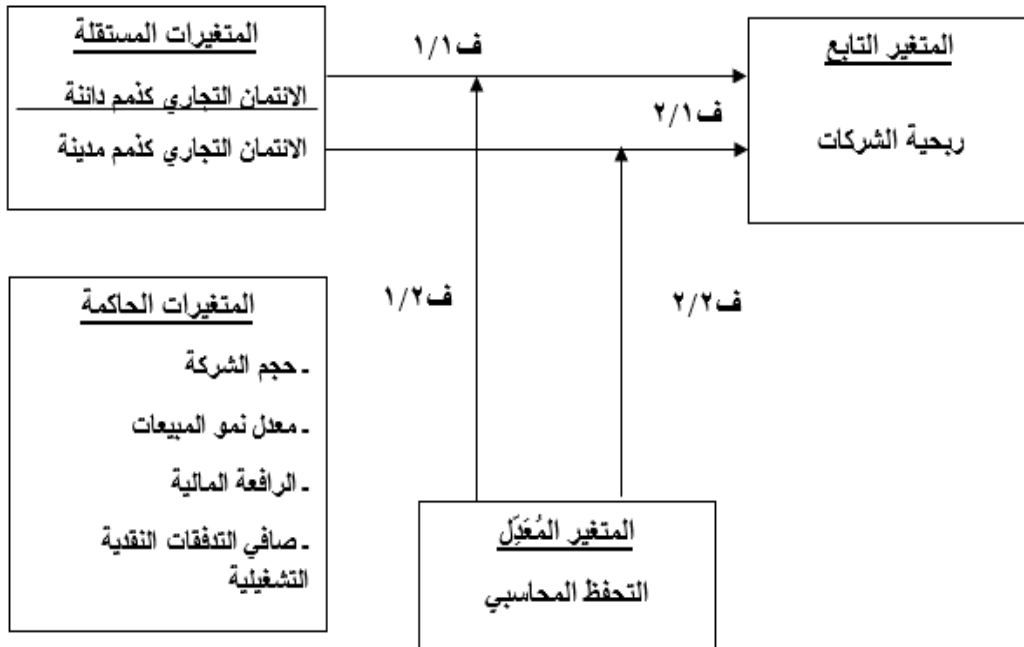 المتغيرات المستقلة
الائتمان التجاري كذمم دائنة
الائتمان التجاري كذمم مدينة
ف١/١
ف٢/١
المتغير التابع
ربحية الشركات
ف١/٢
ف٢/٢
المتغيرات الحاكمة
ـ حجم الشركة
ـ معدل نمو المبيعات
ـ الرافعة المالية
ـ صافي التدفقات النقدية
التشغيلية
المتغير المُعَدِّل
التحفظ المحاسبي